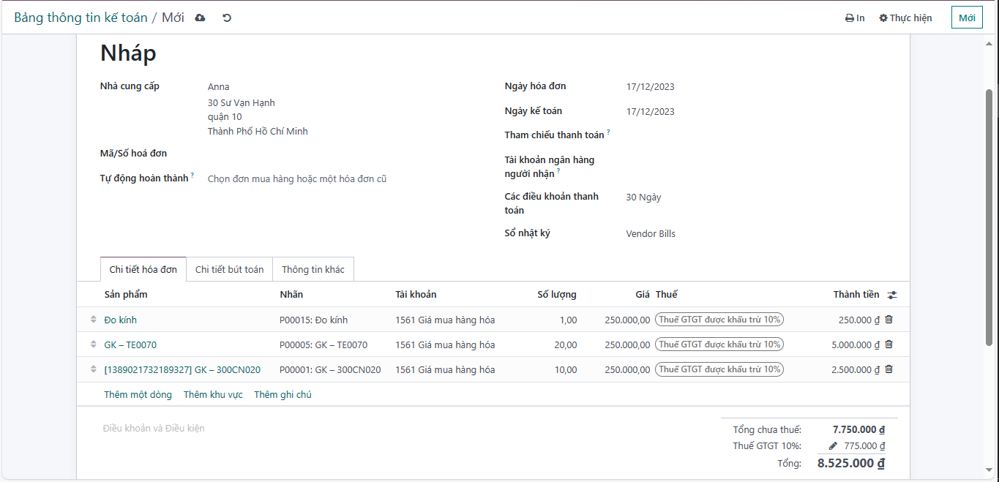 Bảng thông tin kế toán / Mới
In
Thực hiện
Mới
Nháp
Nhà cung cấp
Anna
30 Sư Vạn Hạnh
quận 10
Thành Phố Hồ Chí Minh
Mã/Số hoá đơn
Tự động hoàn thành ?
Chọn đơn mua hàng hoặc một hóa đơn cũ
Ngày hóa đơn
17/12/2023
Ngày kế toán
17/12/2023
Tham chiếu thanh toán ?
Tài khoản ngân hàng
người nhận ?
Các điều khoản thanh
toán
30 Ngày
Sổ nhật ký
Vendor Bills
Chi tiết hóa đơn Chi tiết bút toán Thông tin khác
Sản phẩm Nhãn Tài khoản Số lượng Giá Thuế Thành tiền
Đo kính P00015: Đo kính 1561 Giá mua hàng hóa 1,00 250.000,00 Thuế GTGT được khấu trừ 10% 250.000 ₫
GK – TE0070 P00005: GK – TE0070 1561 Giá mua hàng hóa 20,00 250.000,00 Thuế GTGT được khấu trừ 10% 5.000.000 ₫
[1389021732189327] GK – 300CN020 P00001: GK – 300CN020 1561 Giá mua hàng hóa 10,00 250.000,00 Thuế GTGT được khấu trừ 10% 2.500.000 ₫
Thêm một dòng Thêm khu vực Thêm ghi chú
Điều khoản và Điều kiện
Tổng chưa thuế: 7.750.000 ₫
Thuế GTGT 10%: 775.000 ₫
Tổng: 8.525.000 ₫